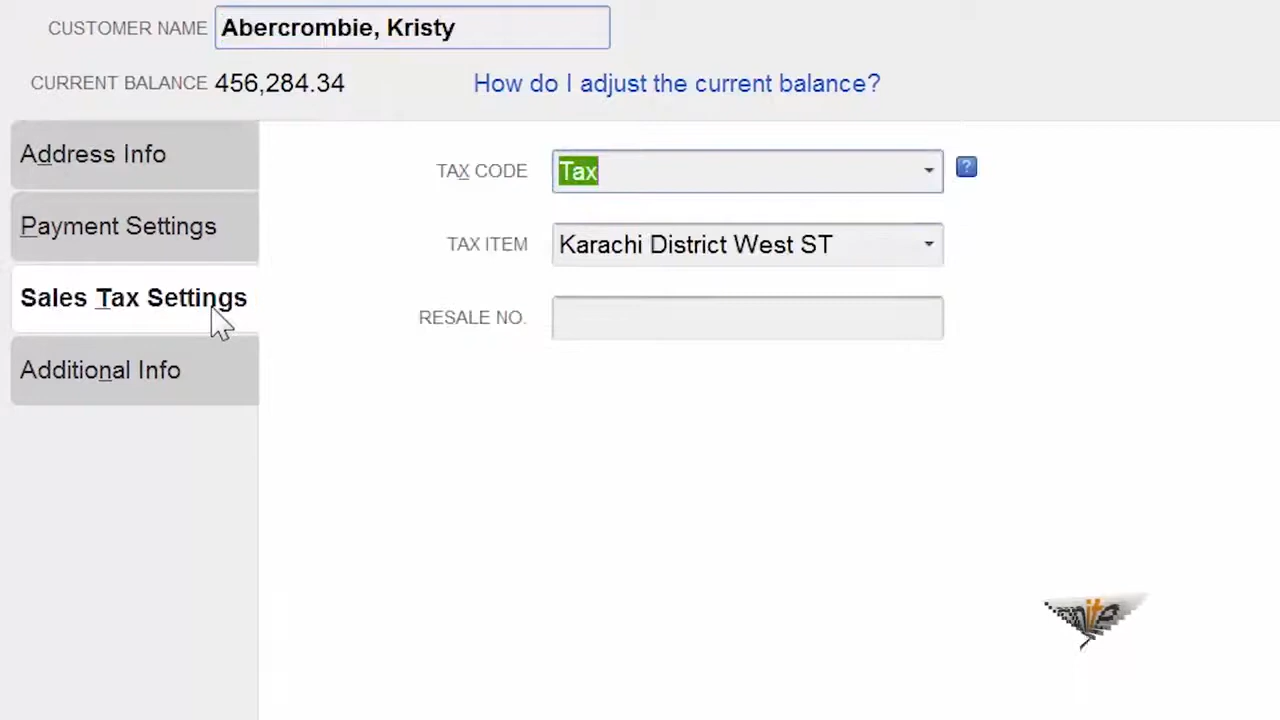 CUSTOMER NAME Abercrombie, Kristy
CURRENT BALANCE 456,284.34 How do I adjust the current balance?
Address Info
Payment Settings
Sales Tax Settings
Additional Info
TAX CODE Tax ?
TAX ITEM Karachi District West ST
RESALE NO.